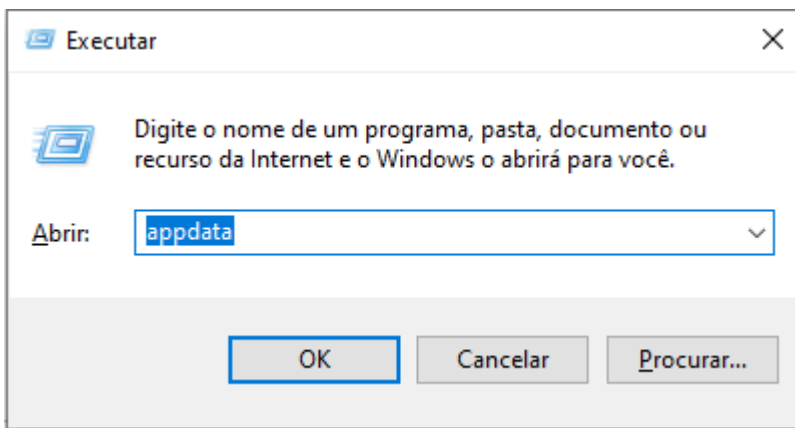 Executar
Digite o nome de um programa, pasta, documento ou
recurso da Internet e o Windows o abrirá para você.
Abrir: appdata
OK Cancelar Procurar...